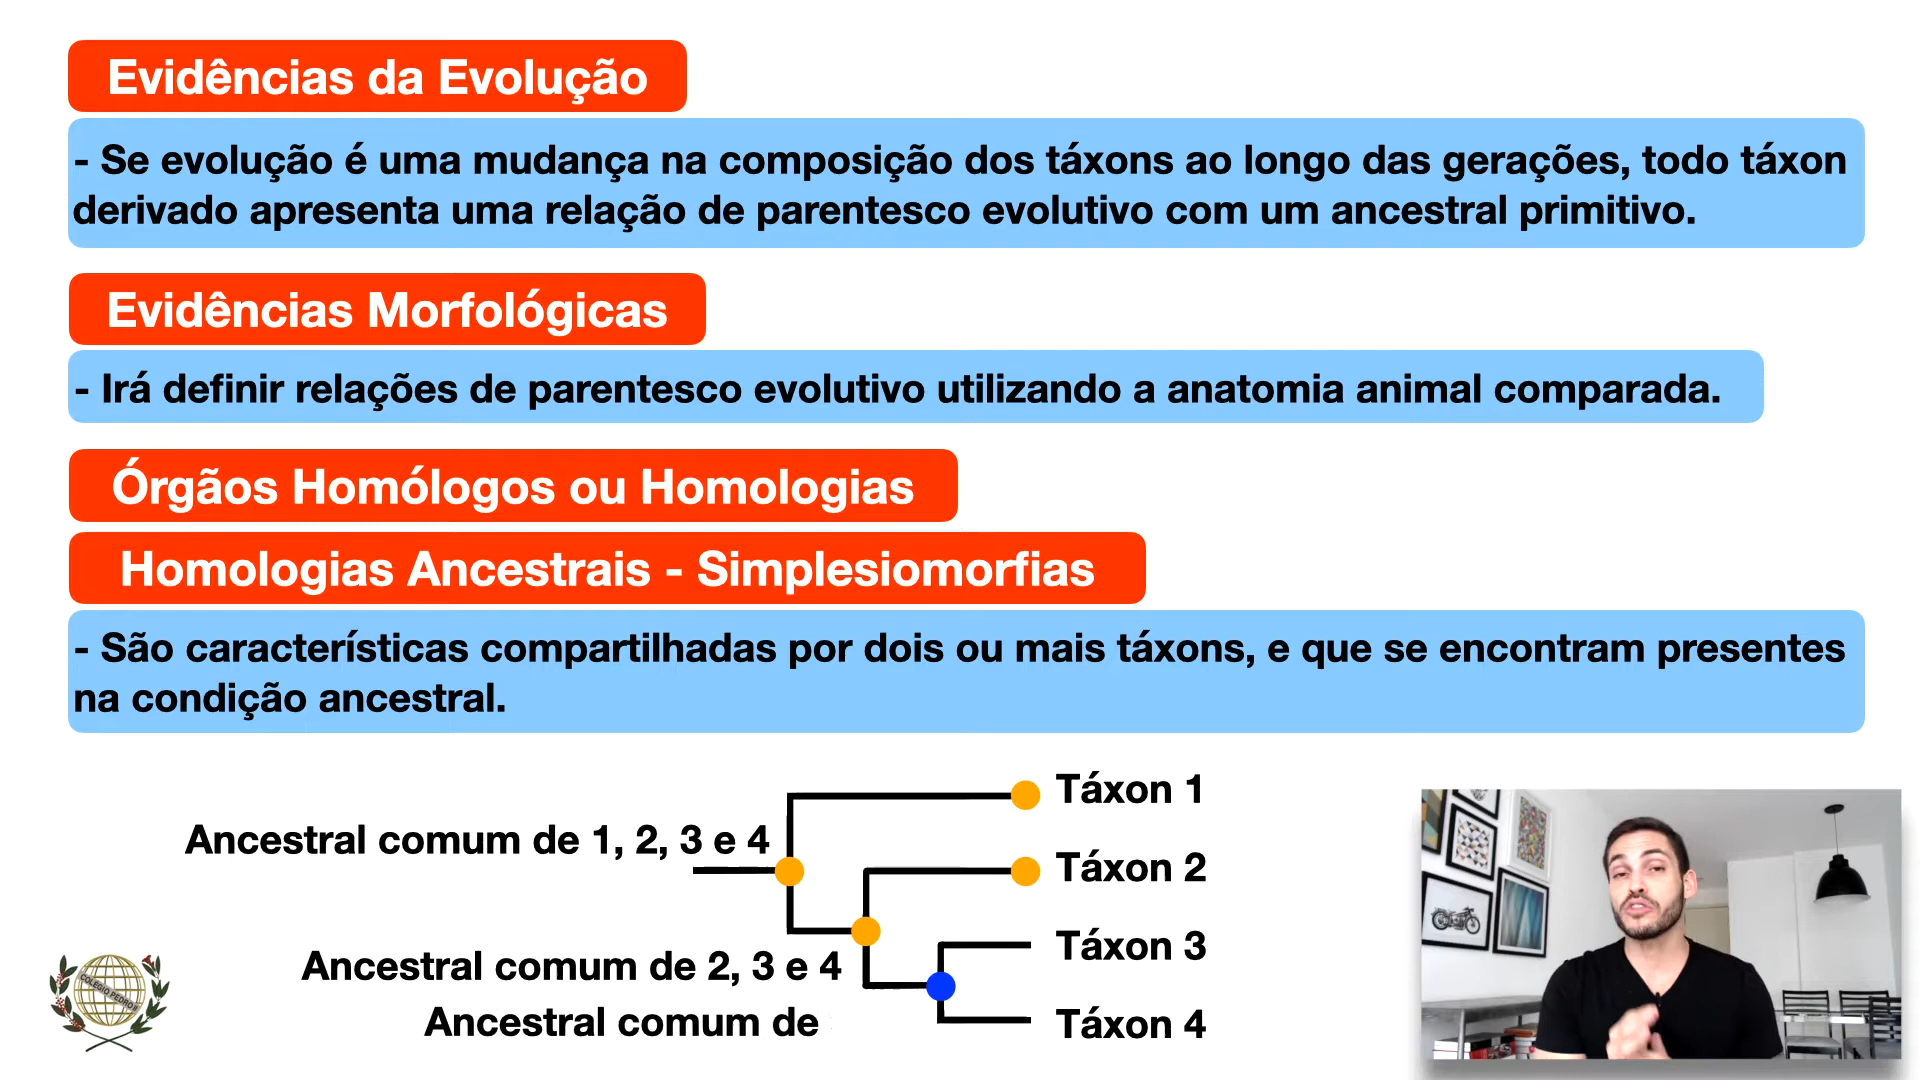 Evidências da Evolução
- Se evolução é uma mudança na composição dos táxons ao longo das gerações, todo táxon
derivado apresenta uma relação de parentesco evolutivo com um ancestral primitivo.
Evidências Morfológicas
- Irá definir relações de parentesco evolutivo utilizando a anatomia animal comparada.
Órgãos Homólogos ou Homologias
Homologias Ancestrais - Simplesiomorfias
- São características compartilhadas por dois ou mais táxons, e que se encontram presentes
na condição ancestral.
Táxon 1
Ancestral comum de 1, 2, 3 e 4
Táxon 2
Táxon 3
Ancestral comum de 2, 3 e 4
Ancestral comum de
Táxon 4
COLEGIO PEDRO II